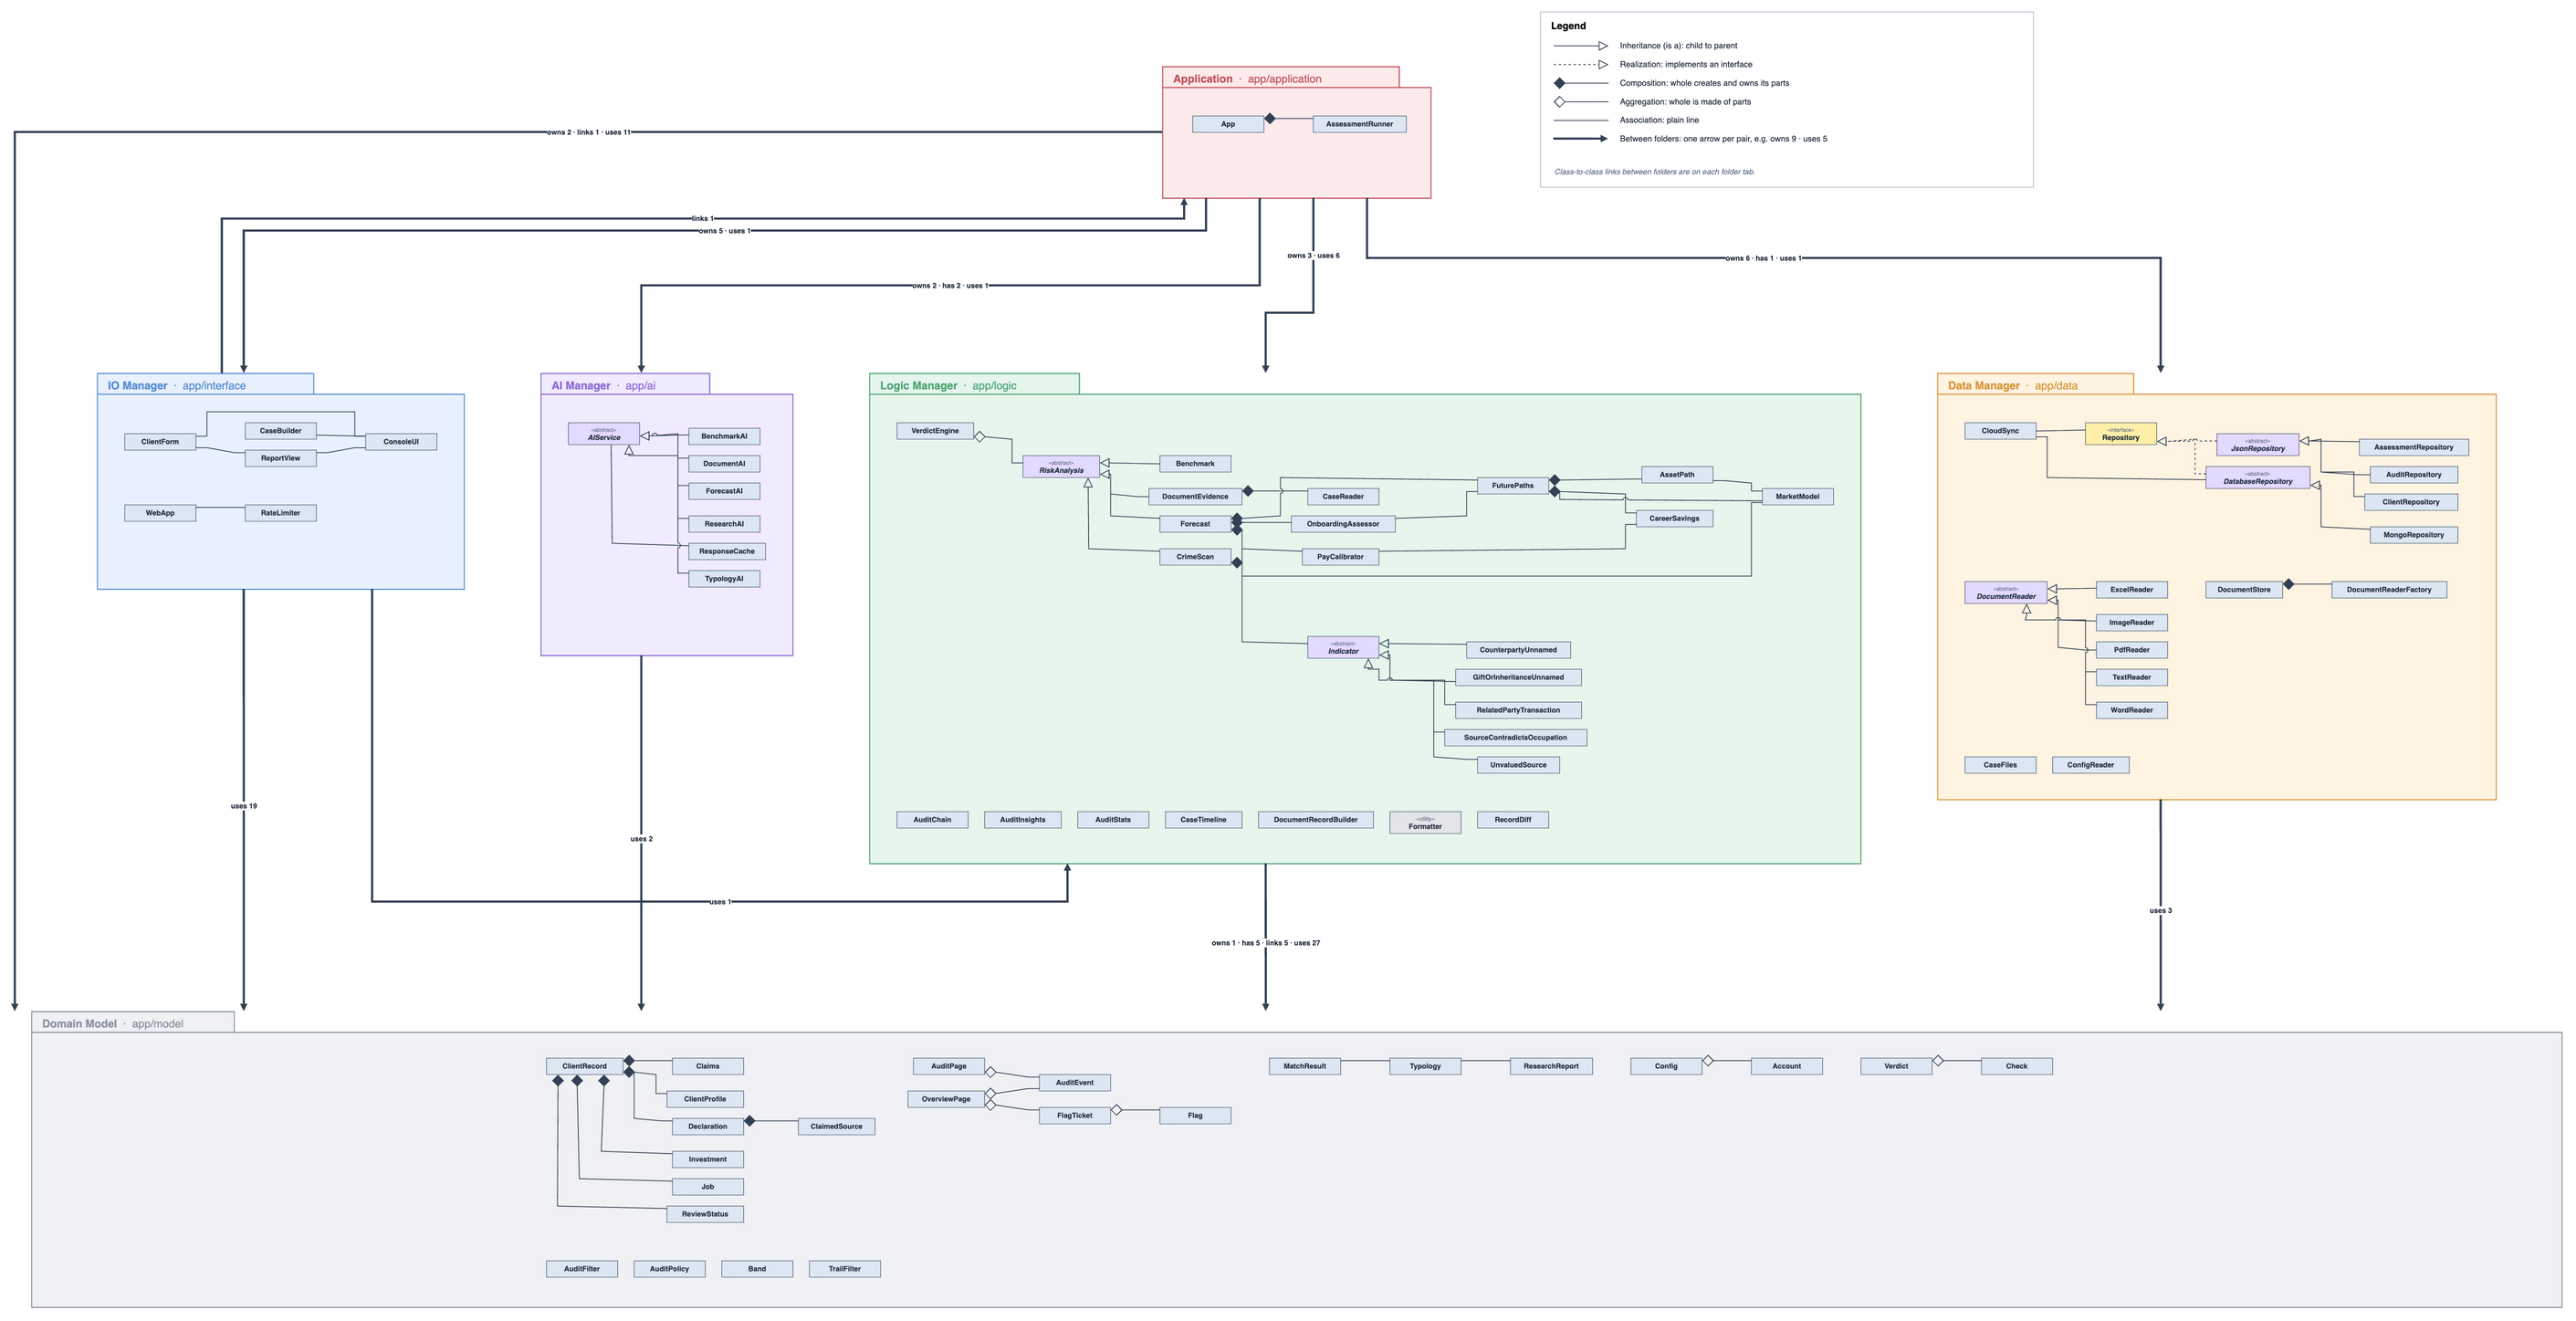 Legend
Inheritance (is a): child to parent
Realization: implements an interface
Composition: whole creates and owns its parts
Aggregation: whole is made of parts
Association: plain line
Between folders: one arrow per pair, e.g. owns 9 · uses 5
Class-to-class links between folders are on each folder tab.
Application · app/application
App
AssessmentRunner
owns 2 · links 1 · uses 11
links 1
owns 5 · uses 1
owns 3 · uses 6
owns 6 · has 1 · uses 1
owns 2 · has 2 · uses 1
IO Manager · app/interface
ClientForm
CaseBuilder
ConsoleUI
ReportView
WebApp
RateLimiter
AI Manager · app/ai
«abstract»
AIService
BenchmarkAI
DocumentAI
ForecastAI
ResearchAI
ResponseCache
TypologyAI
Logic Manager · app/logic
VerdictEngine
«abstract»
RiskAnalysis
Benchmark
DocumentEvidence
CaseReader
Forecast
OnboardingAssessor
CrimeScan
PayCalibrator
FuturePaths
AssetPath
MarketModel
CareerSavings
«abstract»
Indicator
CounterpartyUnnamed
GiftOrInheritanceUnnamed
RelatedPartyTransaction
SourceContradictsOccupation
UnvaluedSource
AuditChain
AuditInsights
AuditStats
CaseTimeline
DocumentRecordBuilder
«utility»
Formatter
RecordDiff
Data Manager · app/data
CloudSync
«interface»
Repository
«abstract»
JsonRepository
«abstract»
DatabaseRepository
AssessmentRepository
AuditRepository
ClientRepository
MongoRepository
«abstract»
DocumentReader
ExcelReader
ImageReader
PdfReader
TextReader
WordReader
DocumentStore
DocumentReaderFactory
CaseFiles
ConfigReader
uses 19
uses 2
uses 1
owns 1 · has 5 · links 5 · uses 27
uses 3
Domain Model · app/model
ClientRecord
Claims
ClientProfile
Declaration
ClaimedSource
Investment
Job
ReviewStatus
AuditPage
AuditEvent
OverviewPage
FlagTicket
Flag
MatchResult
Typology
ResearchReport
Config
Account
Verdict
Check
AuditFilter
AuditPolicy
Band
TrailFilter